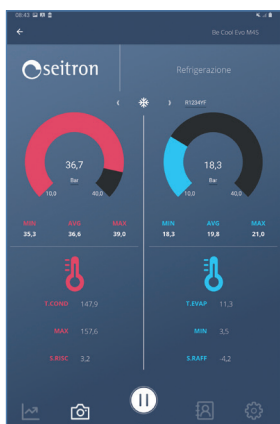 08:43
Be Cool Evo M4S
seitron
Refrigerazione
R1234YF
36,7
Bar
10,0 40,0
18,3
Bar
10,0 40,0
MIN AVG MAX
35,3 36,6 39,0
MIN AVG MAX
18,3 19,8 21,0
T.COND 147,9
MAX 157,6
S.RISC 3,2
T.EVAP 11,3
MIN 3,5
S.RAFF -4,2